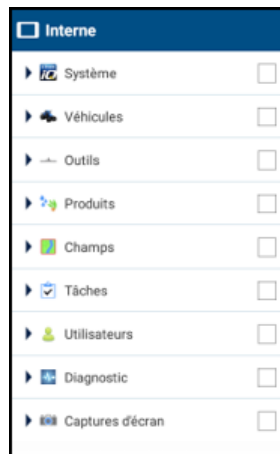 Interne
Système
Véhicules
Outils
Produits
Champs
Tâches
Utilisateurs
Diagnostic
Captures d'écran